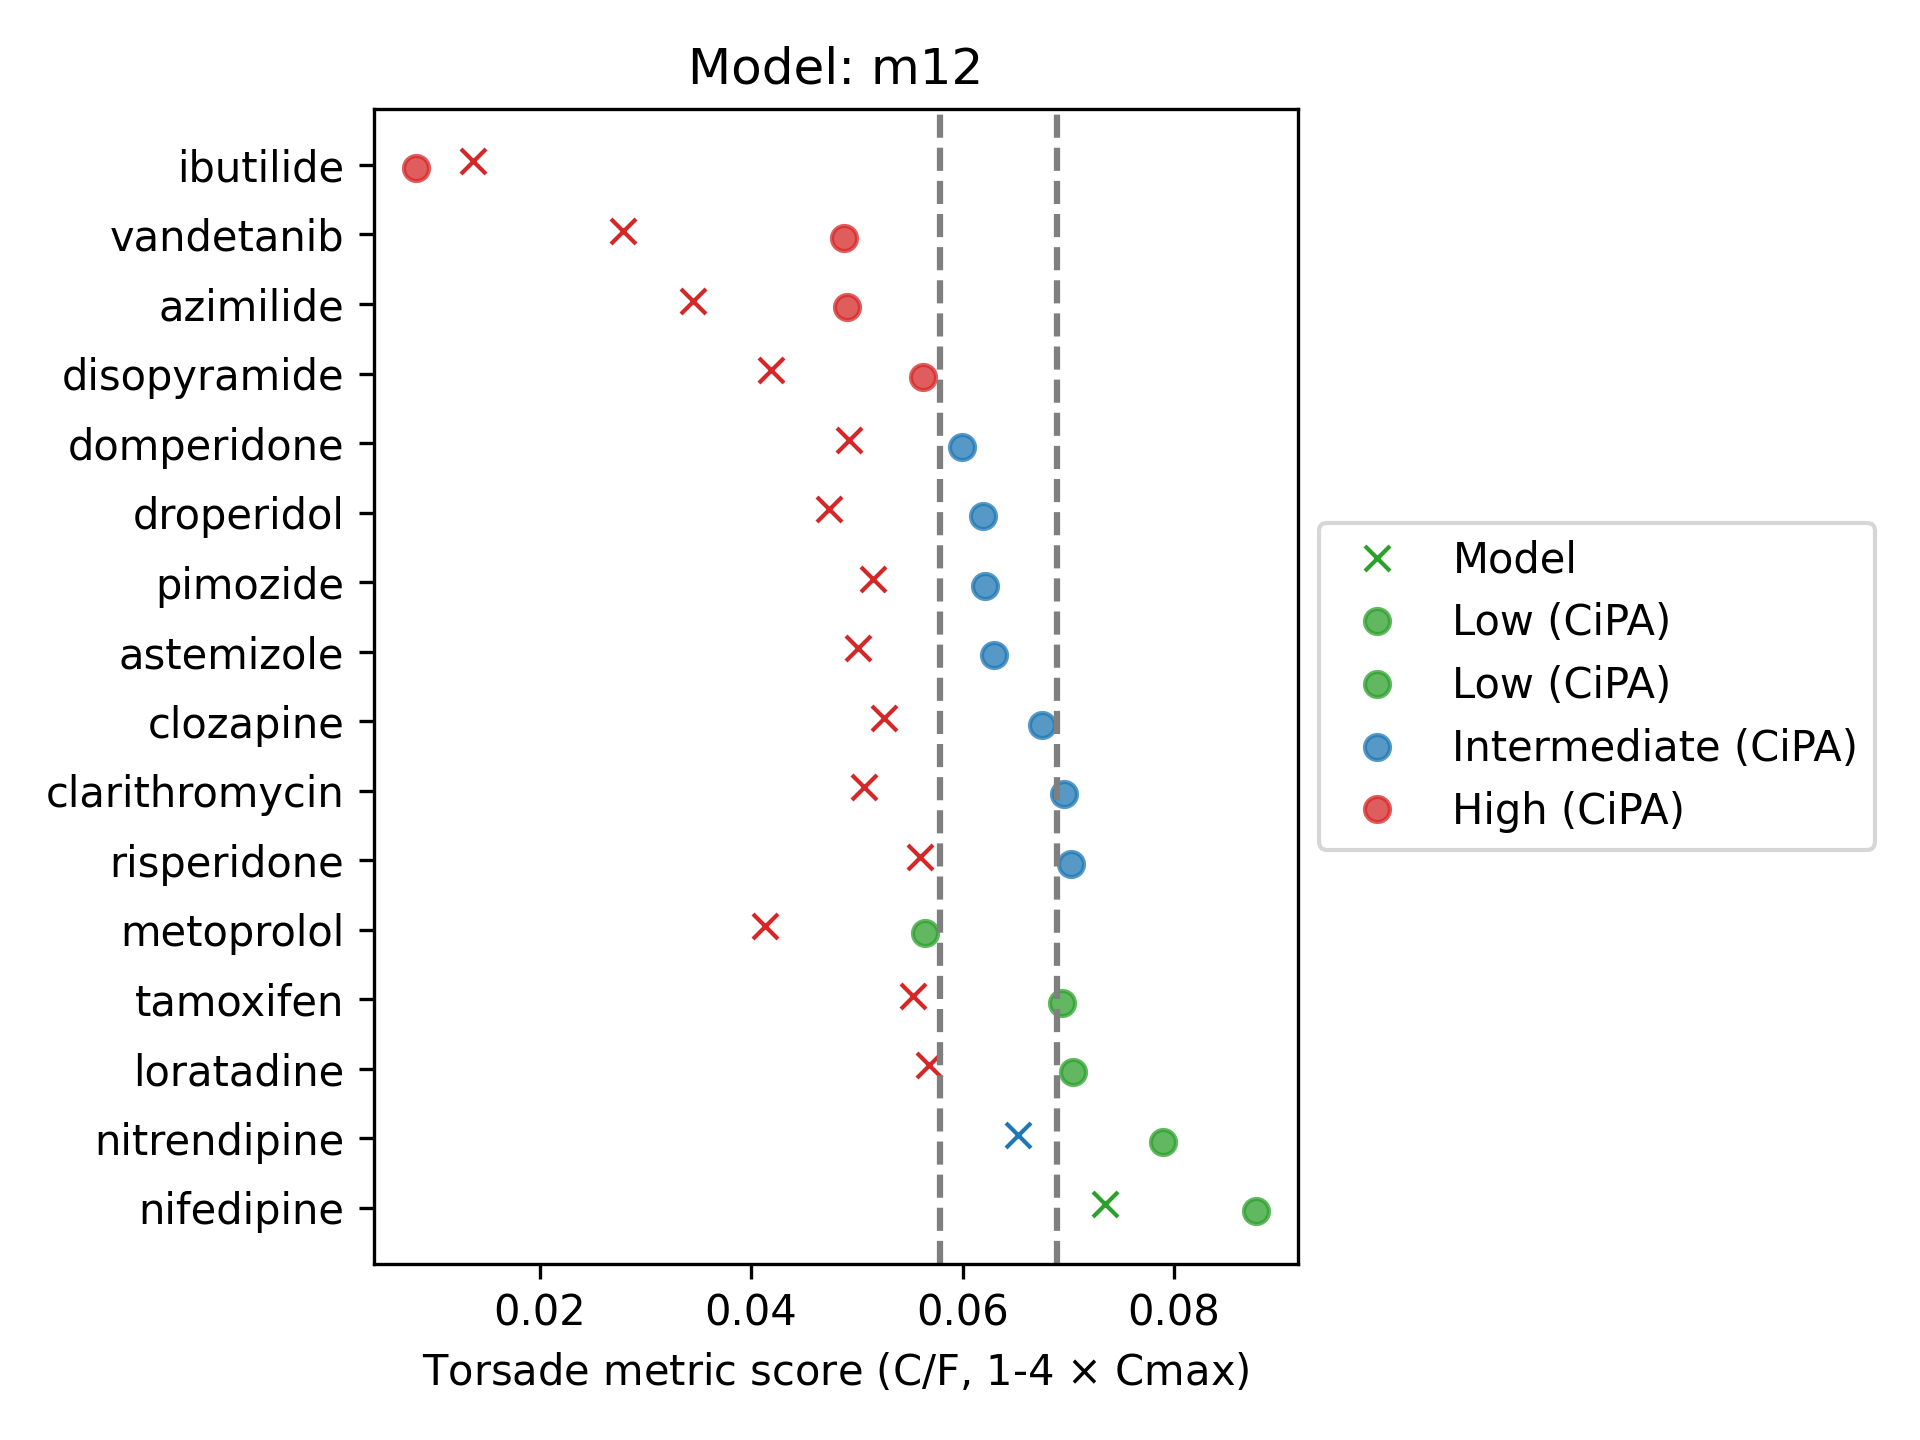 Model: m12
ibutilide
vandetanib
azimilide
disopyramide
domperidone
droperidol
pimozide
astemizole
clozapine
clarithromycin
risperidone
metoprolol
tamoxifen
loratadine
nitrendipine
nifedipine
0.02 0.04 0.06 0.08
Torsade metric score (C/F, 1-4 × Cmax)
Model
Low (CiPA)
Low (CiPA)
Intermediate (CiPA)
High (CiPA)